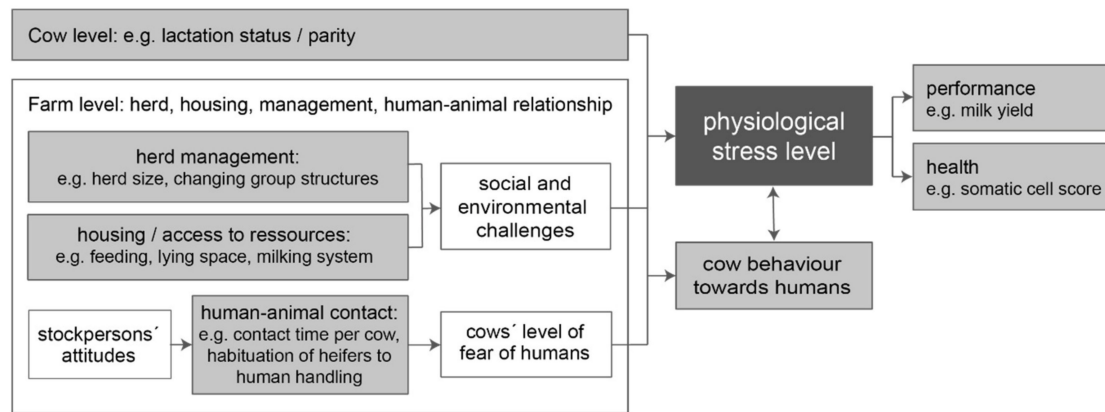 Cow level: e.g. lactation status / parity
Farm level: herd, housing, management, human-animal relationship
herd management:
e.g. herd size, changing group structures
housing / access to ressources:
e.g. feeding, lying space, milking system
social and
environmental
challenges
stockpersons´
attitudes
human-animal contact:
e.g. contact time per cow,
habituation of heifers to
human handling
cows´ level of
fear of humans
physiological
stress level
cow behaviour
towards humans
performance
e.g. milk yield
health
e.g. somatic cell score